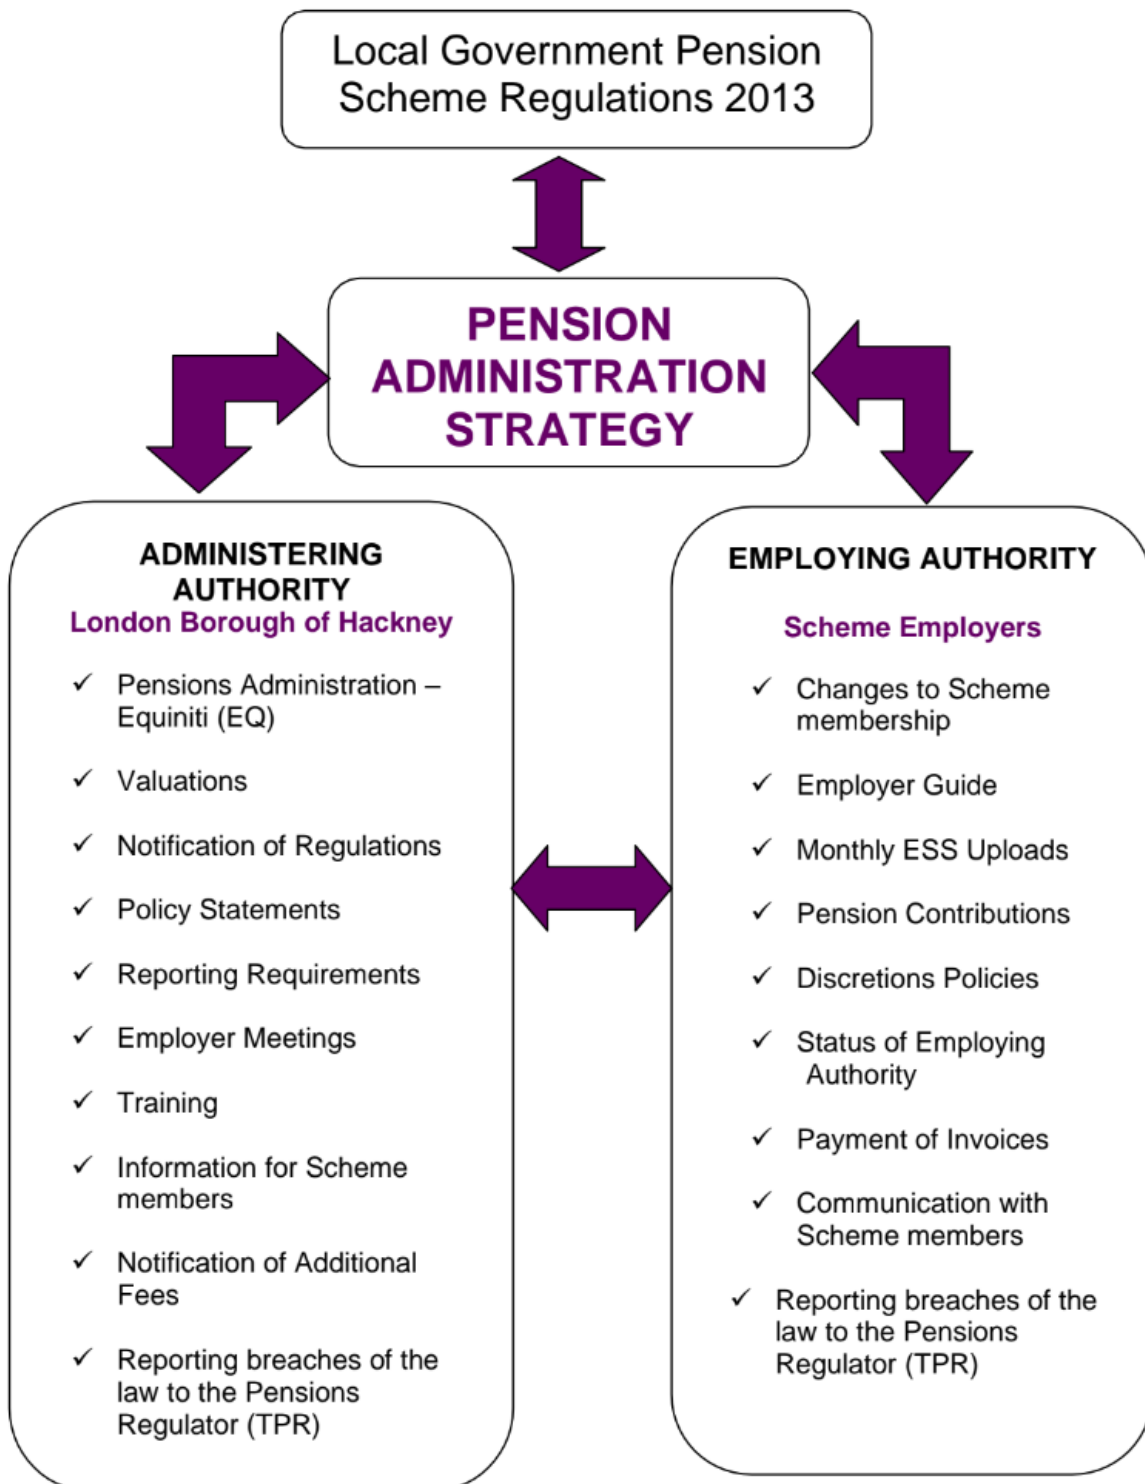 Local Government Pension
Scheme Regulations 2013
PENSION
ADMINISTRATION
STRATEGY
ADMINISTERING
AUTHORITY
London Borough of Hackney
✓ Pensions Administration –
Equiniti (EQ)
✓ Valuations
✓ Notification of Regulations
✓ Policy Statements
✓ Reporting Requirements
✓ Employer Meetings
✓ Training
✓ Information for Scheme
members
✓ Notification of Additional
Fees
✓ Reporting breaches of the
law to the Pensions
Regulator (TPR)
EMPLOYING AUTHORITY
Scheme Employers
✓ Changes to Scheme
membership
✓ Employer Guide
✓ Monthly ESS Uploads
✓ Pension Contributions
✓ Discretions Policies
✓ Status of Employing
Authority
✓ Payment of Invoices
✓ Communication with
Scheme members
✓ Reporting breaches of the
law to the Pensions
Regulator (TPR)